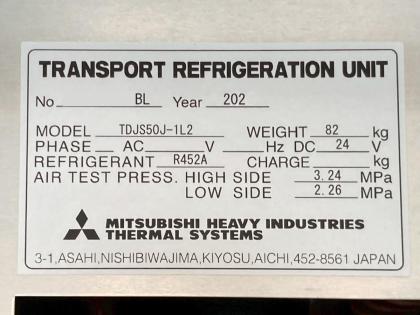 TRANSPORT REFRIGERATION UNIT
No BL Year 202
MODEL TDJS50J-1L2 WEIGHT 82 kg
PHASE AC V Hz DC 24 V
REFRIGERANT R452A CHARGE kg
AIR TEST PRESS. HIGH SIDE 3.24 MPa
LOW SIDE 2.26 MPa
MITSUBISHI HEAVY INDUSTRIES
THERMAL SYSTEMS
3-1,ASAHI,NISHIBIWAJIMA,KIYOSU,AICHI,452-8561 JAPAN